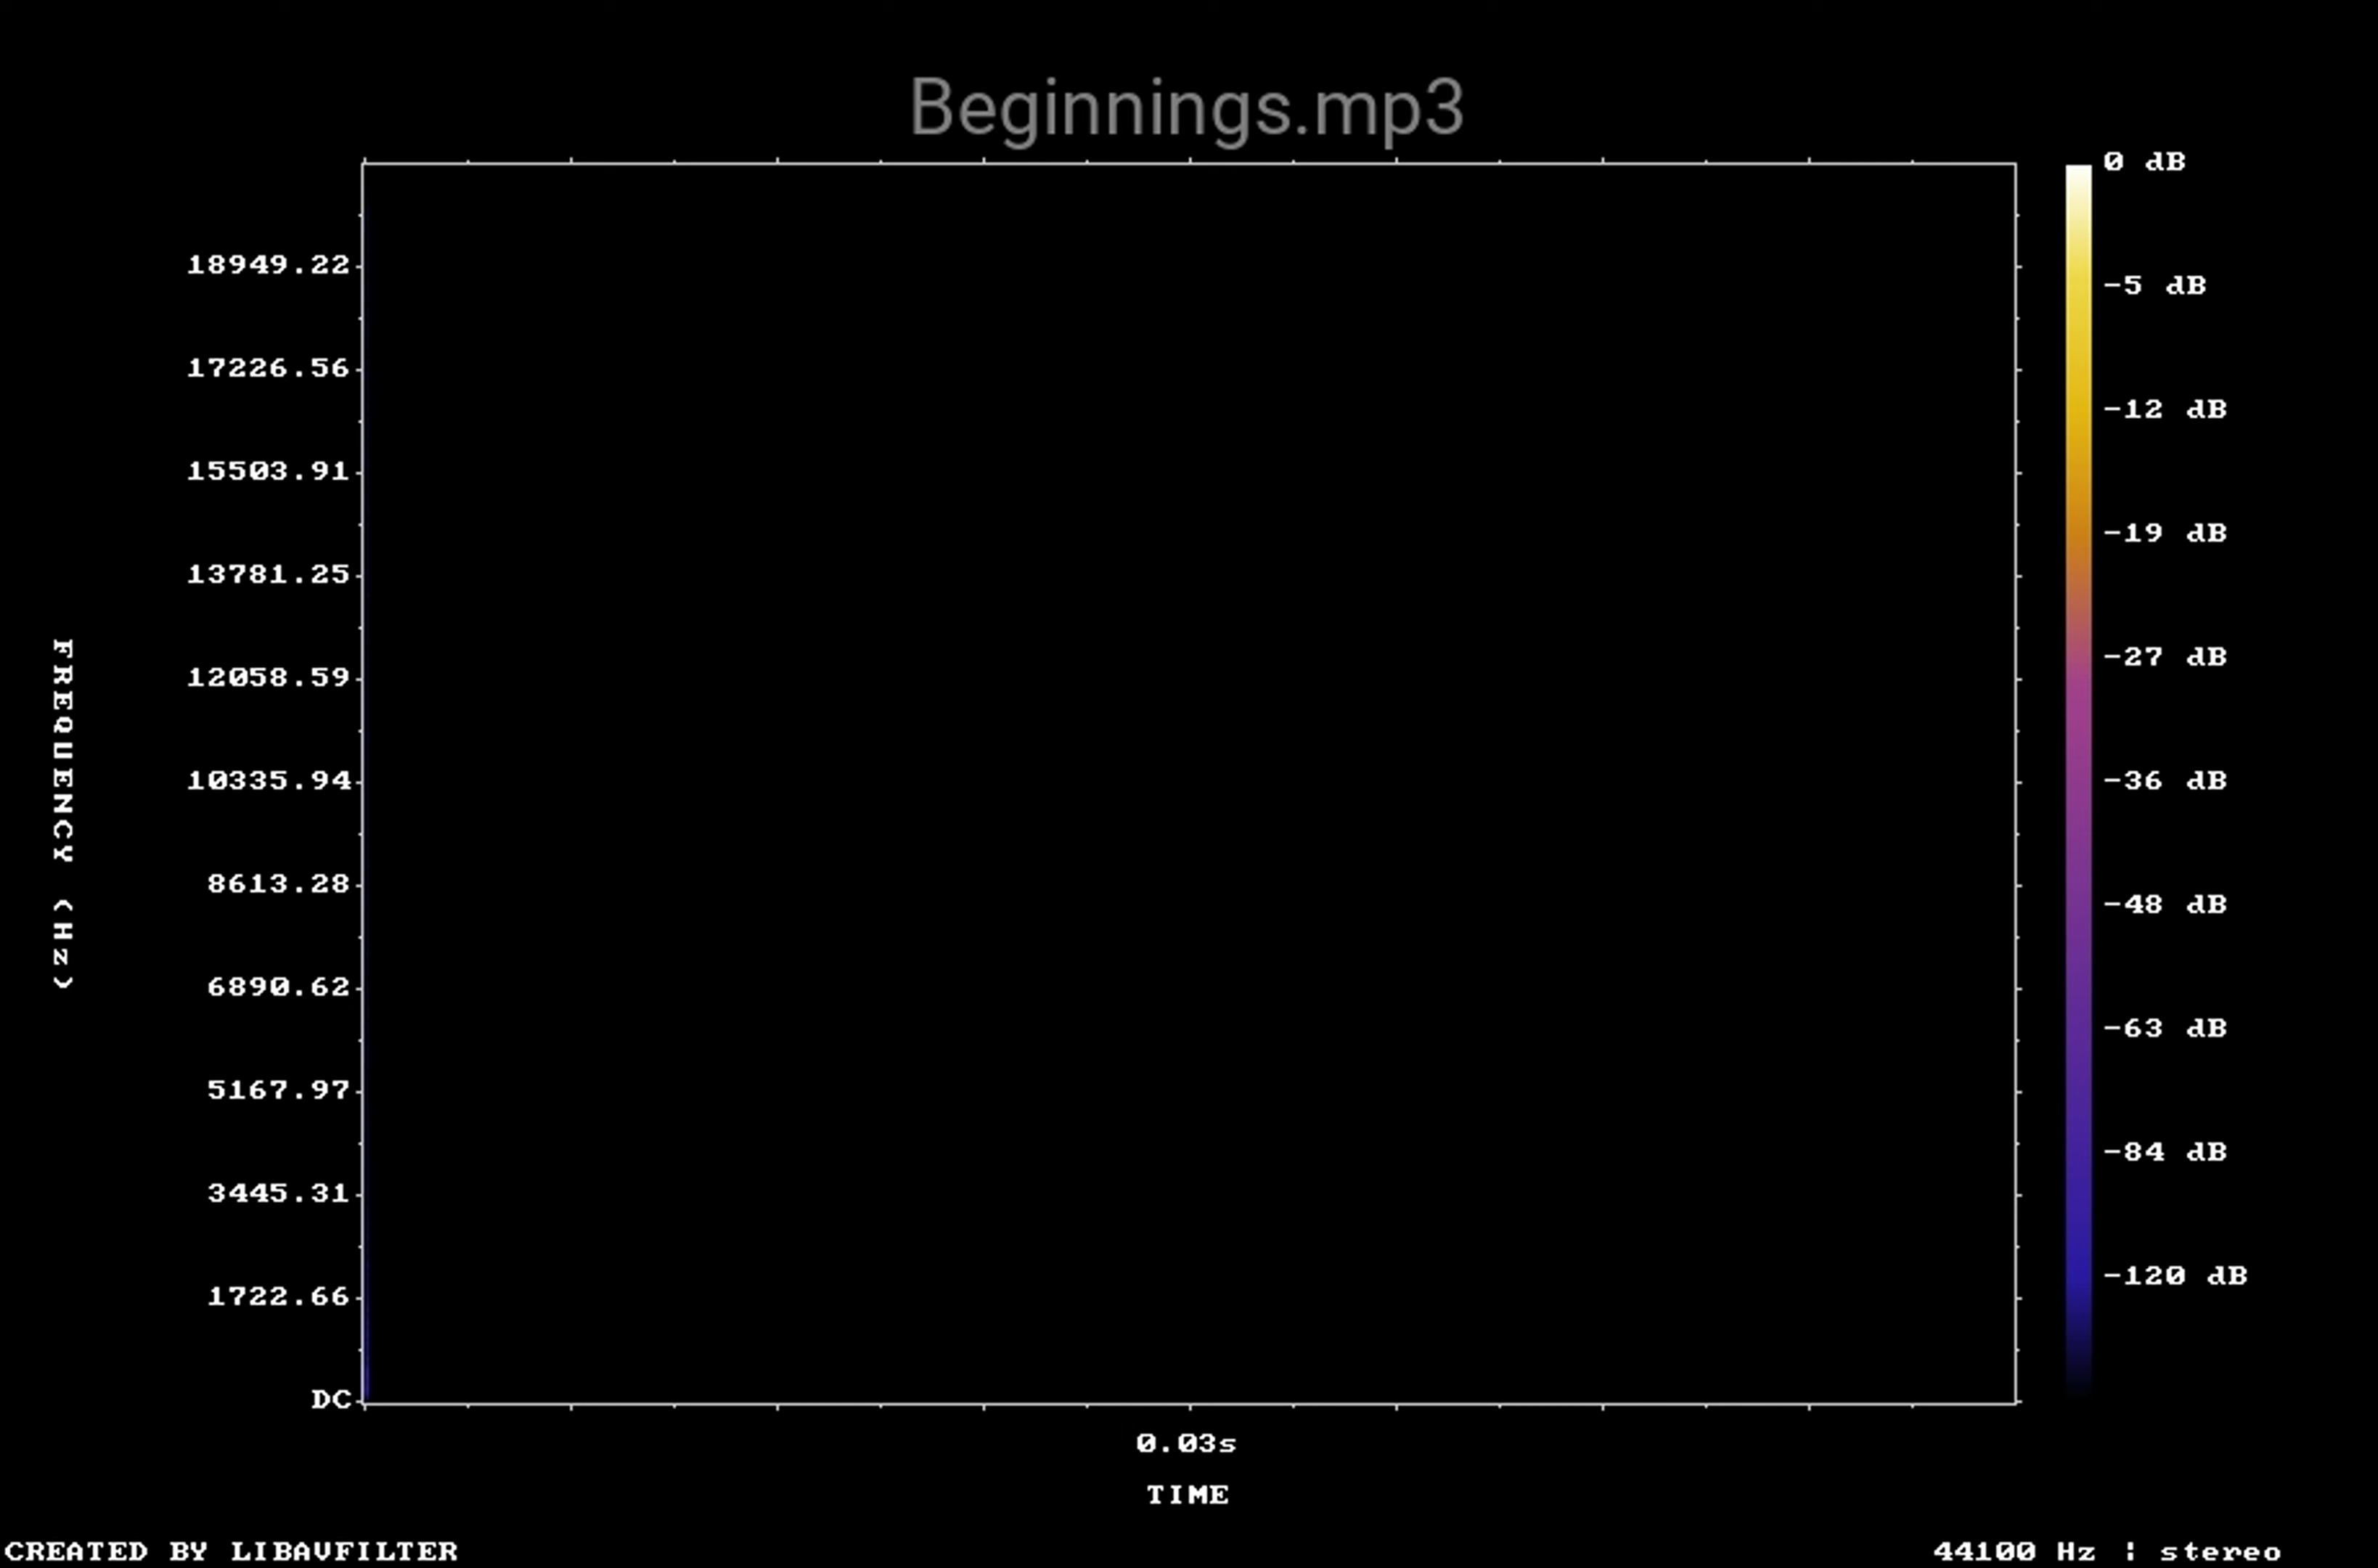 Beginnings.mp3
0 dB
18949.22
-5 dB
17226.56
-12 dB
15503.91
-19 dB
13781.25
-27 dB
12058.59
10335.94
-36 dB
FREQUENCY (Hz)
8613.28
-48 dB
6890.62
-63 dB
5167.97
-84 dB
3445.31
-120 dB
1722.66
DC
0.03s
TIME
CREATED BY LIBAVFILTER
44100 Hz | stereo